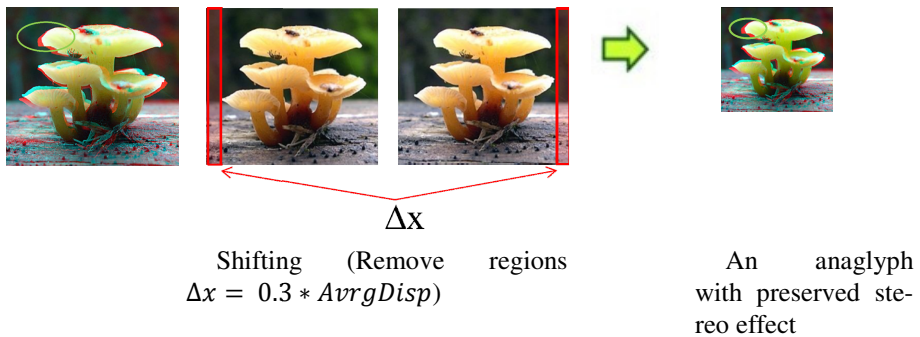 Δx
Shifting (Remove regions
Δx = 0.3 * AvrgDisp)
An anaglyph
with preserved ste-
reo effect